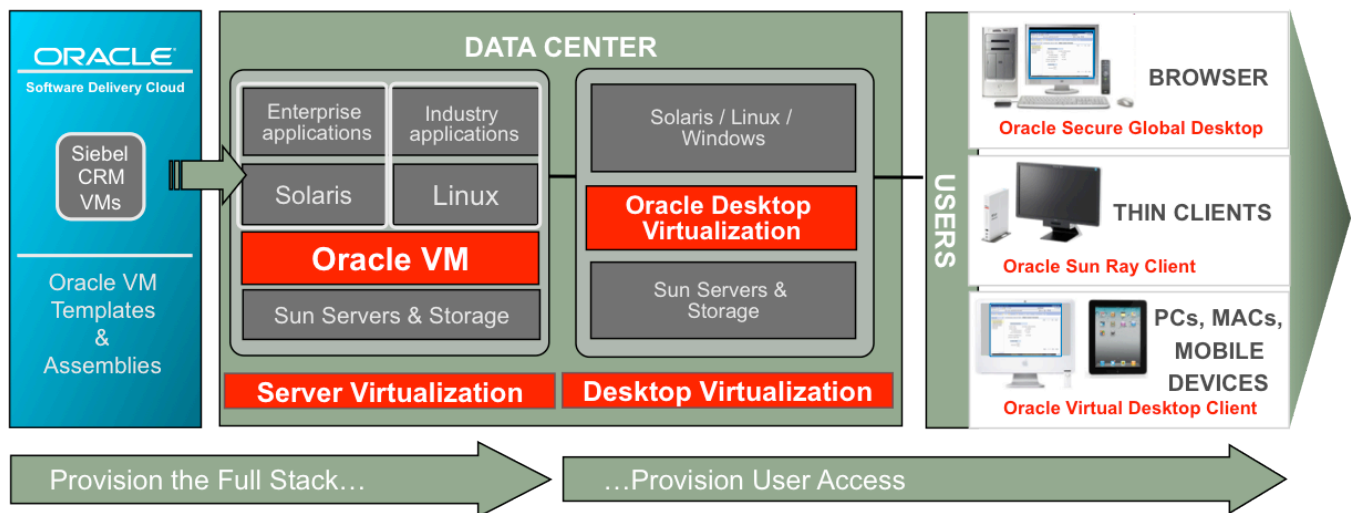 ORACLE
Software Delivery Cloud
Siebel
CRM
VMs
Oracle VM
Templates
&
Assemblies
DATA CENTER
Enterprise
applications
Industry
applications
Solaris
Linux
Oracle VM
Sun Servers & Storage
Server Virtualization
Solaris / Linux /
Windows
Oracle Desktop
Virtualization
Sun Servers &
Storage
Desktop Virtualization
USERS
BROWSER
Oracle Secure Global Desktop
THIN CLIENTS
Oracle Sun Ray Client
PCs, MACs,
MOBILE
DEVICES
Oracle Virtual Desktop Client
Provision the Full Stack…
…Provision User Access